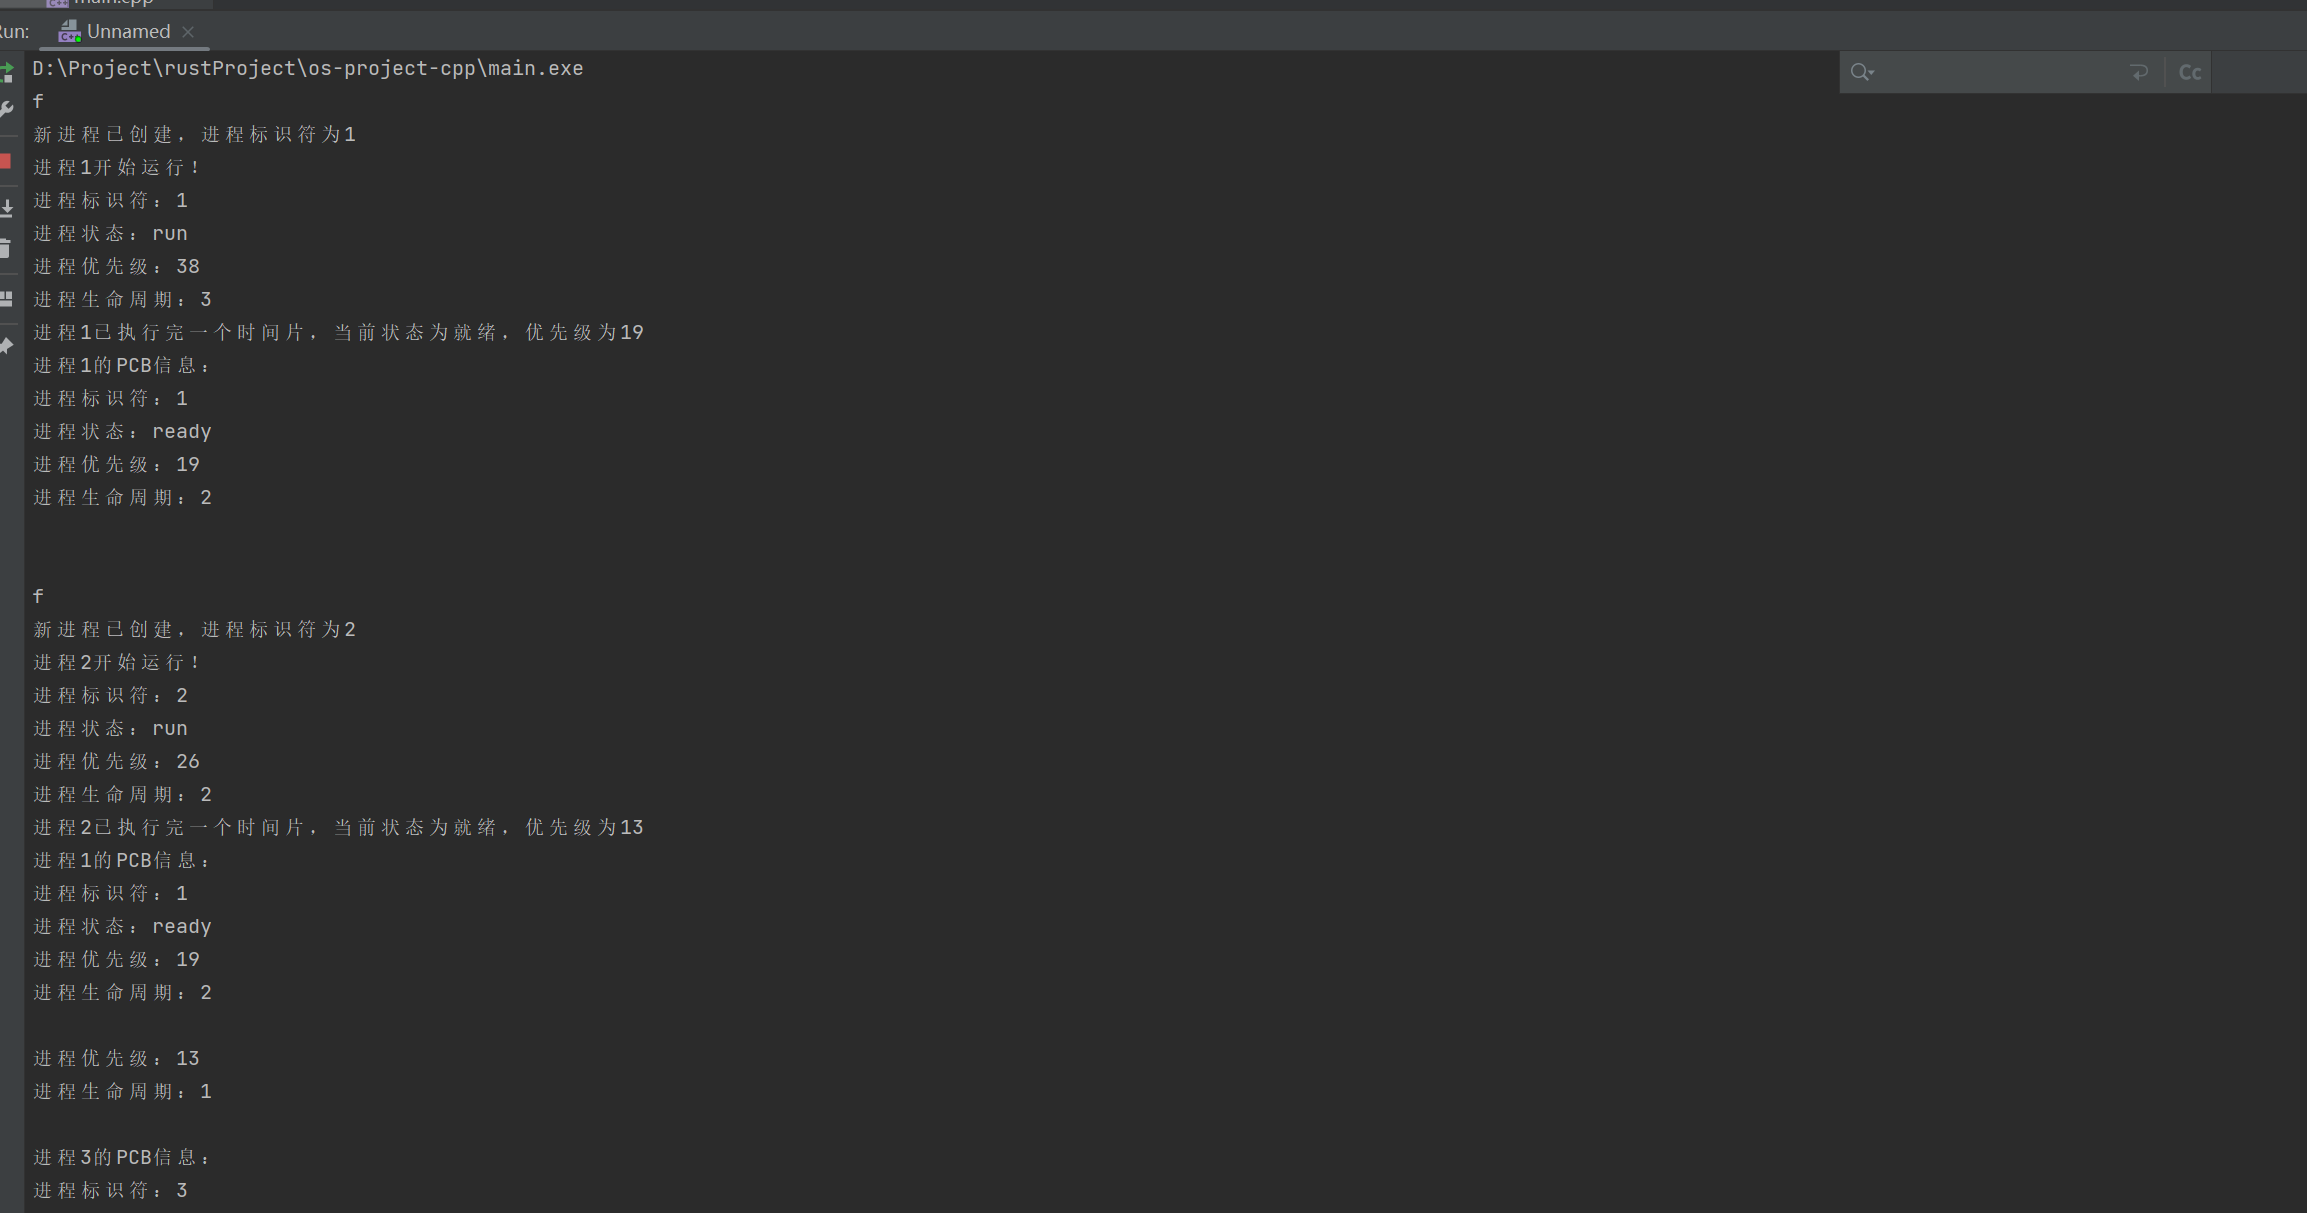 main.cpp
Run:
Unnamed
D:\Project\rustProject\os-project-cpp\main.exe
Cc
f
新进程已创建，进程标识符为1
进程1开始运行！
进程标识符：1
进程状态：run
进程优先级：38
进程生命周期：3
进程1已执行完一个时间片，当前状态为就绪，优先级为19
进程1的PCB信息：
进程标识符：1
进程状态：ready
进程优先级：19
进程生命周期：2
f
新进程已创建，进程标识符为2
进程2开始运行！
进程标识符：2
进程状态：run
进程优先级：26
进程生命周期：2
进程2已执行完一个时间片，当前状态为就绪，优先级为13
进程1的PCB信息：
进程标识符：1
进程状态：ready
进程优先级：19
进程生命周期：2
进程优先级：13
进程生命周期：1
进程3的PCB信息：
进程标识符：3